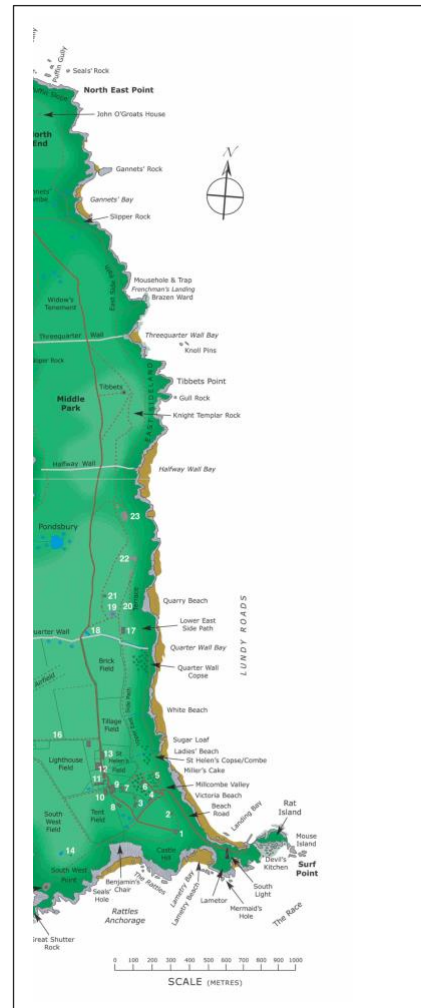 Puffin Gully
Seals' Rock
Puffin Slope
North East Point
John O'Groats House
North
End
Gannets' Rock
N
Gannets'
Combe
Gannets' Bay
Slipper Rock
East Side Path
Mousehole & Trap
Frenchman's Landing
Brazen Ward
Widow's
Tenement
Threequarter Wall
Threequarter Wall Bay
Knoll Pins
Slipper Rock
Tibbets Point
Tibbets
Gull Rock
Middle
Park
EAST SIDELAND
Knight Templar Rock
Halfway Wall
Halfway Wall Bay
23
Pondsbury
22
21
Quarry Beach
19
20
Lower East
Side Path
18
17
Quarter Wall
Quarter Wall Bay
LUNDY ROADS
Brick
Field
Quarter Wall
Copse
Airfield
White Beach
Tillage
Field
Sugar Loaf
16
Ladies' Beach
13
St
Helen's
Field
St Helen's Copse/Combe
Lighthouse
Field
12
Miller's Cake
11
5
9
7
6
Millcombe Valley
10
4
Victoria Beach
3
Beach
Road
South
West
Field
8
Tent
Field
2
Landing Bay
Rat
Island
1
Mouse
Island
14
Castle
Hill
Devil's
Kitchen
Surf
Point
South West
Point
Benjamin's
Chair
The Rattles
Lametry Bay
Lametry Beach
South
Light
Seals'
Hole
Lametor
Mermaid's
Hole
The Race
Rattles
Anchorage
Great Shutter
Rock
0 100 200 300 400 500 600 700 800 900 1000
SCALE (METRES)